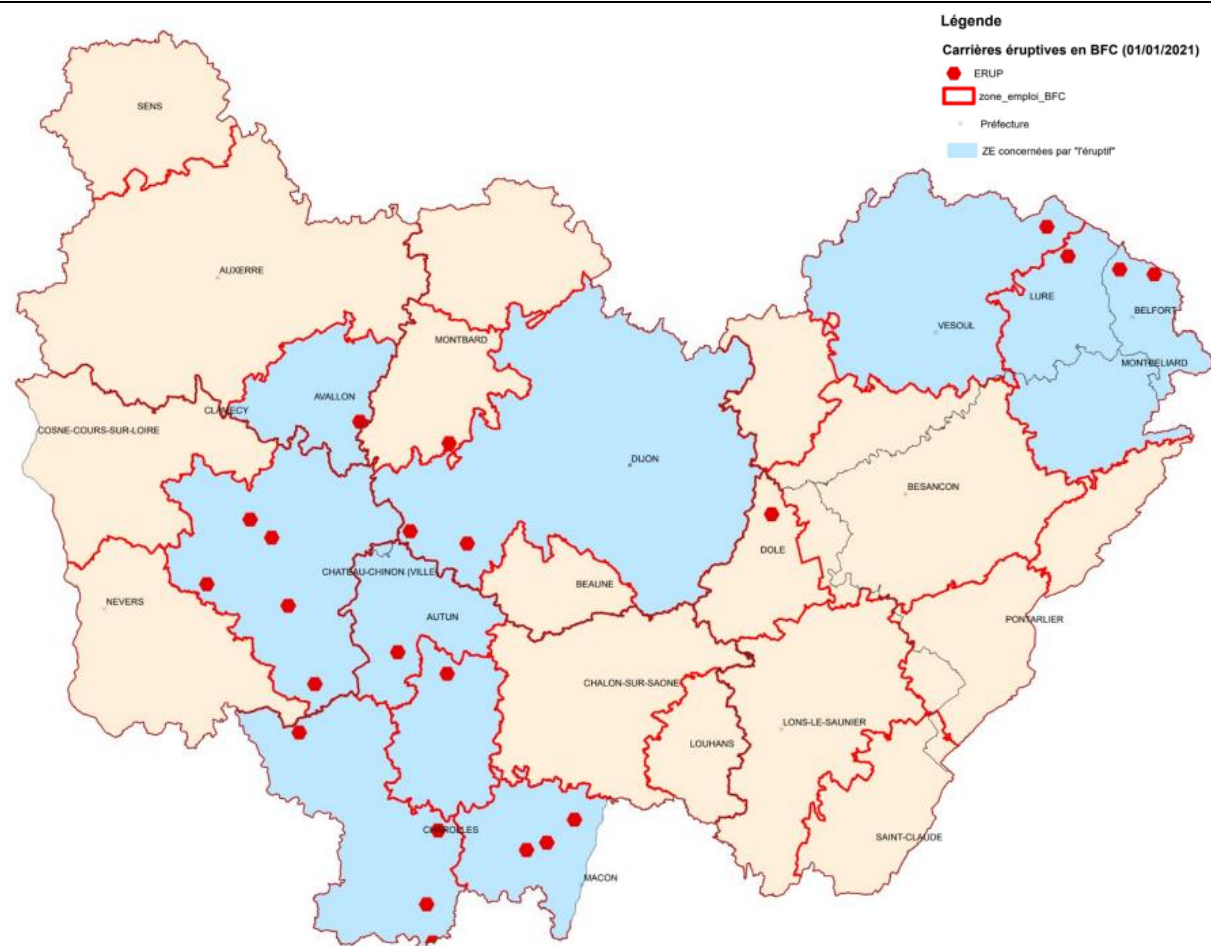 Légende
Carrières éruptives en BFC (01/01/2021)
ERUP
zone_emploi_BFC
Préfecture
ZE concernées par "l'éruptif"
SENS
AUXERRE
LURE
BELFORT
VESOUL
MONTBARD
MONTBELIARD
AVALLON
CLAMECY
COSNE-COURS-SUR-LOIRE
DIJON
BESANCON
DOLE
CHATEAU-CHINON (VILLE)
BEAUNE
NEVERS
AUTUN
PONTARLIER
CHALON-SUR-SAONE
LONS-LE-SAUNIER
LOUHANS
CHAROLLES
SAINT-CLAUDE
MACON